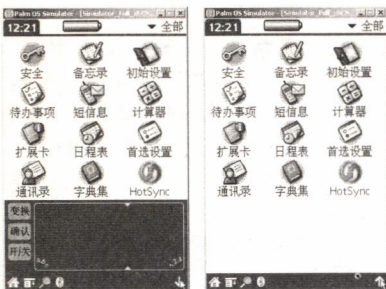 Palm OS Simulator - [Simulator_Full_
12:21 全部
安全 备忘录 初始设置
待办事项 短信息 计算器
扩展卡 日程表 首选设置
通讯录 字典集 HotSync
变换
确认
开/关
Palm OS Simulator - [Simulator_Full_
12:21 全部
安全 备忘录 初始设置
待办事项 短信息 计算器
扩展卡 日程表 首选设置
通讯录 字典集 HotSync